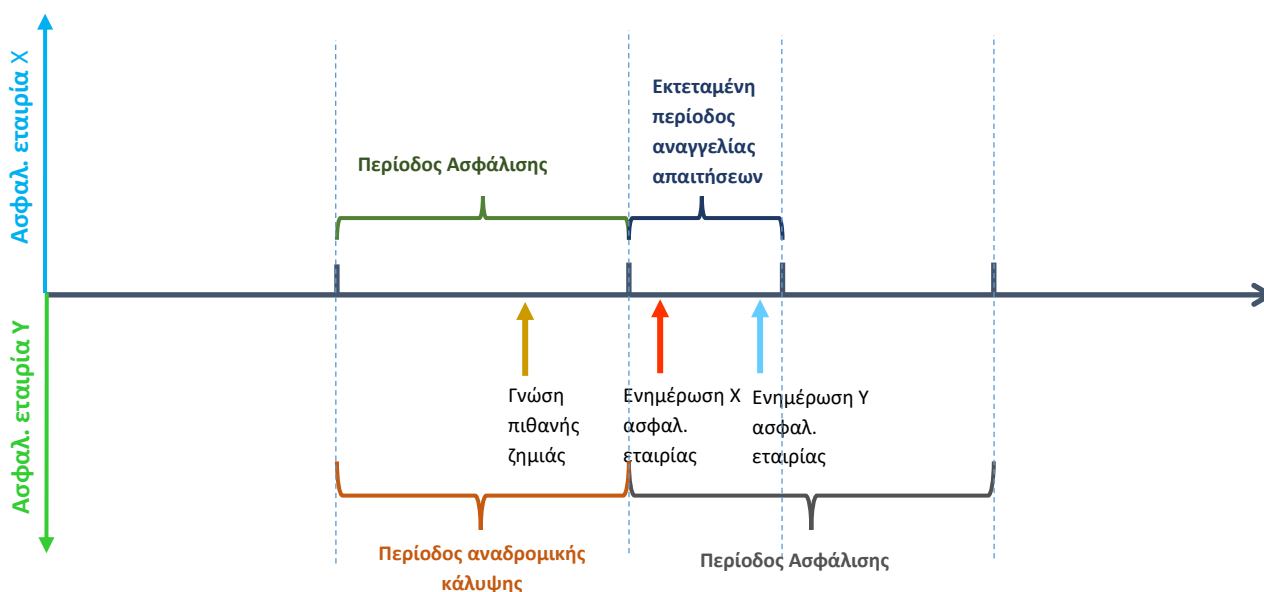 Ασφαλ. εταιρία X
Ασφαλ. εταιρία Y
Περίοδος Ασφάλισης
Εκτεταμένη
περίοδος
αναγγελίας
απαιτήσεων
Γνώση
πιθανής
ζημιάς
Ενημέρωση Χ
ασφαλ.
εταιρίας
Ενημέρωση Υ
ασφαλ.
εταιρίας
Περίοδος αναδρομικής
κάλυψης
Περίοδος Ασφάλισης